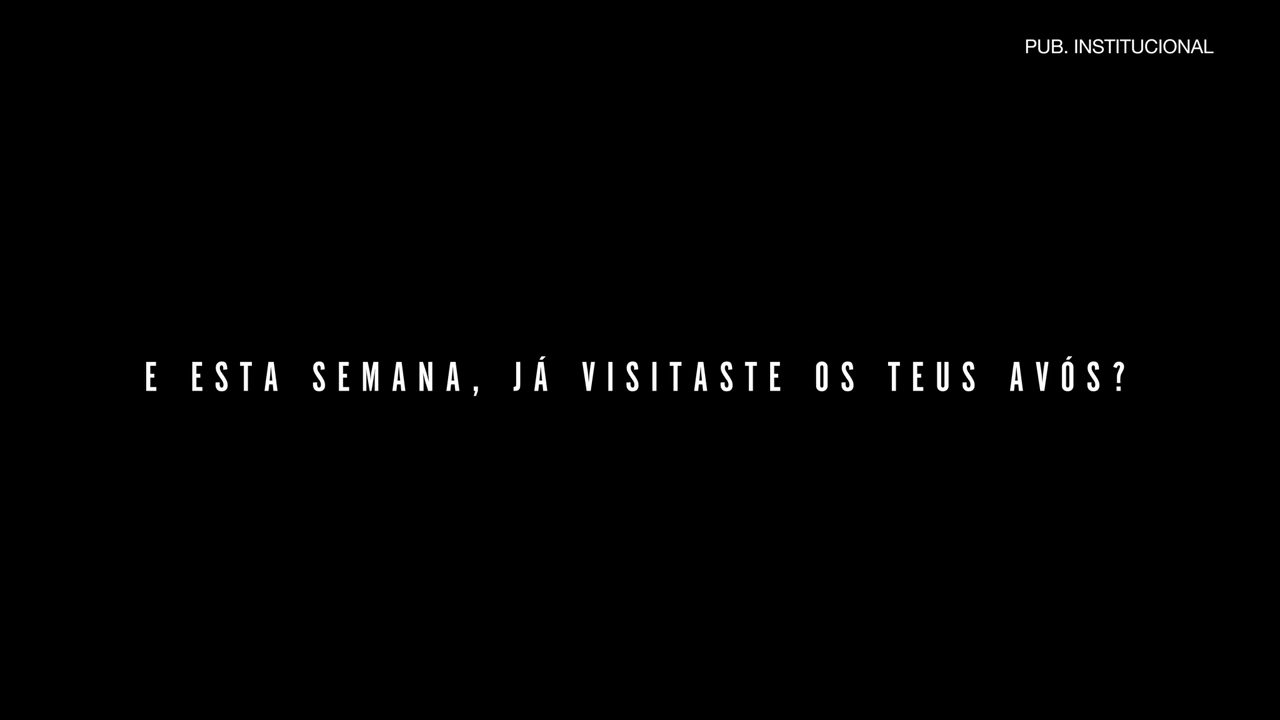 PUB. INSTITUCIONAL
E ESTA SEMANA, JÁ VISITASTE OS TEUS AVÓS?